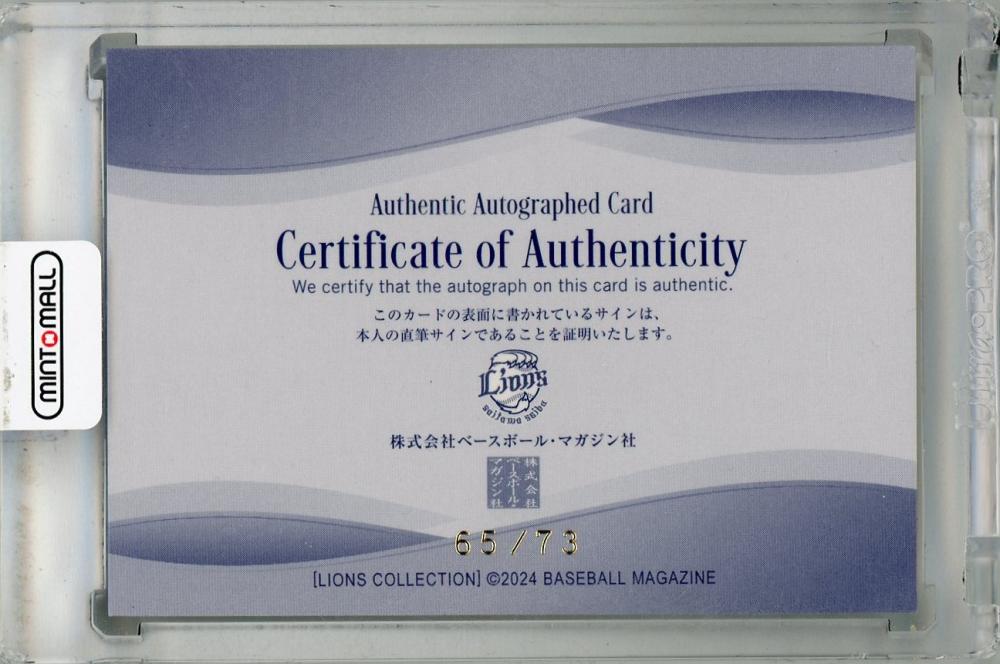 Authentic Autographed Card
Certificate of Authenticity
We certify that the autograph on this card is authentic.
このカードの表面に書かれているサインは、
本人の直筆サインであることを証明いたします。
Lions
saitama seibu
株式会社ベースボール・マガジン社
株式会社
ベースボール・
マガジン社
65/73
[LIONS COLLECTION] ©2024 BASEBALL MAGAZINE
MINTMALL